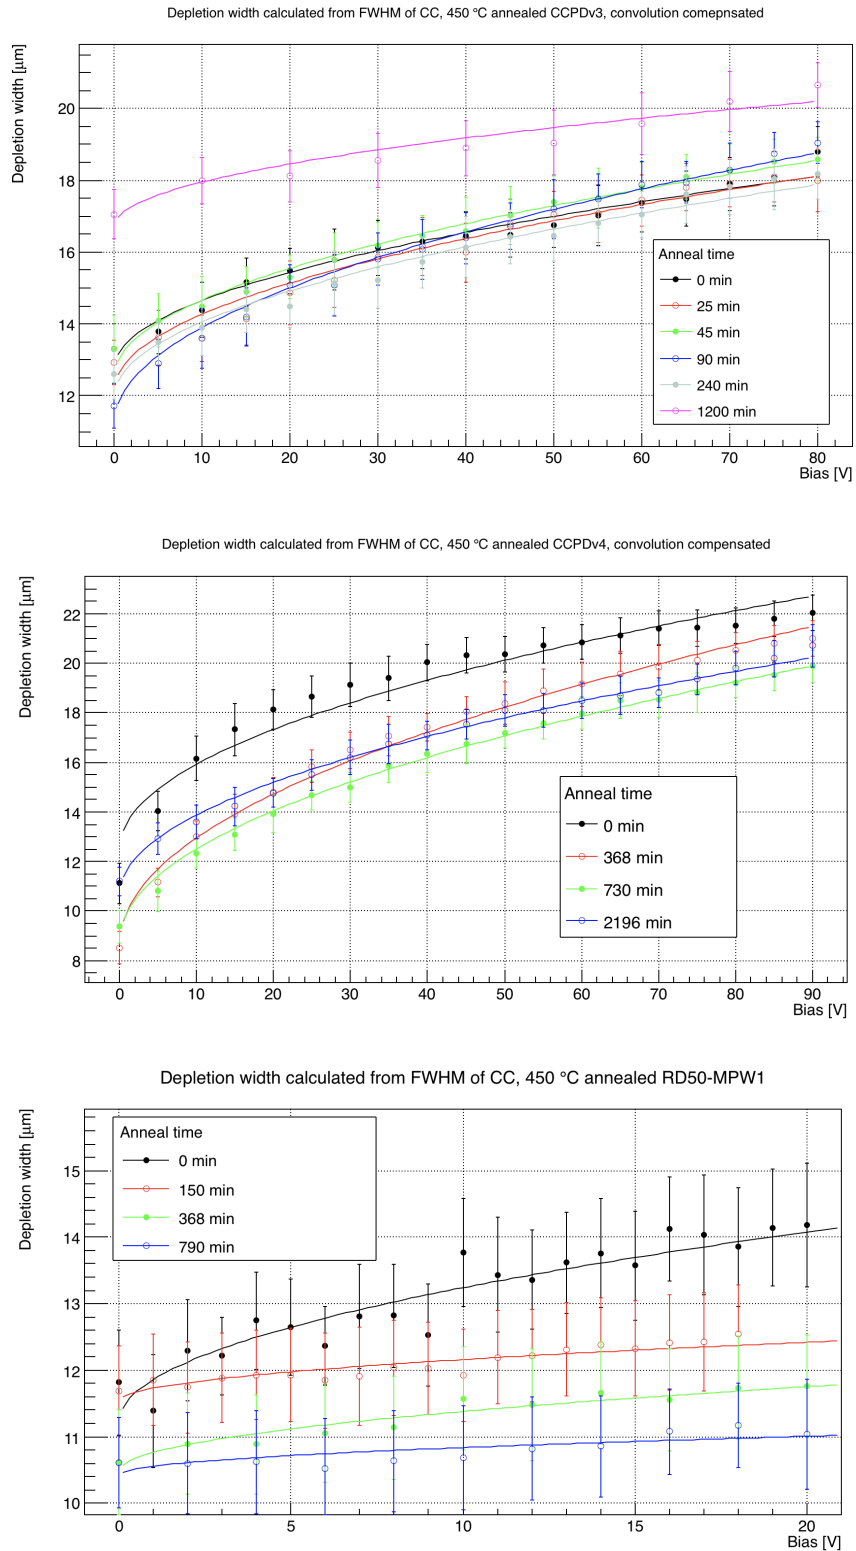 Depletion width calculated from FWHM of CC, 450 °C annealed CCPDv3, convolution comepnsated
Depletion width [μm]
20
18
16
14
12
Anneal time
0 min
25 min
45 min
90 min
240 min
1200 min
0 10 20 30 40 50 60 70 80
Bias [V]
Depletion width calculated from FWHM of CC, 450 °C annealed CCPDv4, convolution compensated
Depletion width [μm]
22
20
18
16
14
12
10
8
Anneal time
0 min
368 min
730 min
2196 min
0 10 20 30 40 50 60 70 80 90
Bias [V]
Depletion width calculated from FWHM of CC, 450 °C annealed RD50-MPW1
Depletion width [μm]
Anneal time
0 min
150 min
368 min
790 min
15
14
13
12
11
10
0 5 10 15 20
Bias [V]